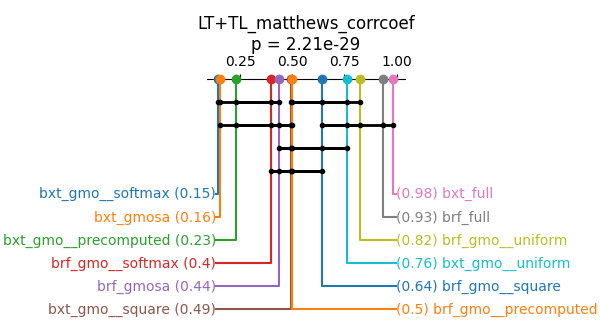 LT+TL_matthews_corrcoef
p = 2.21e-29
0.25 0.50 0.75 1.00
bxt_gmo__softmax (0.15) (0.98) bxt_full
bxt_gmosa (0.16) (0.93) brf_full
bxt_gmo__precomputed (0.23) (0.82) brf_gmo__uniform
brf_gmo__softmax (0.4) (0.76) bxt_gmo__uniform
brf_gmosa (0.44) (0.64) brf_gmo__square
bxt_gmo__square (0.49) (0.5) brf_gmo__precomputed